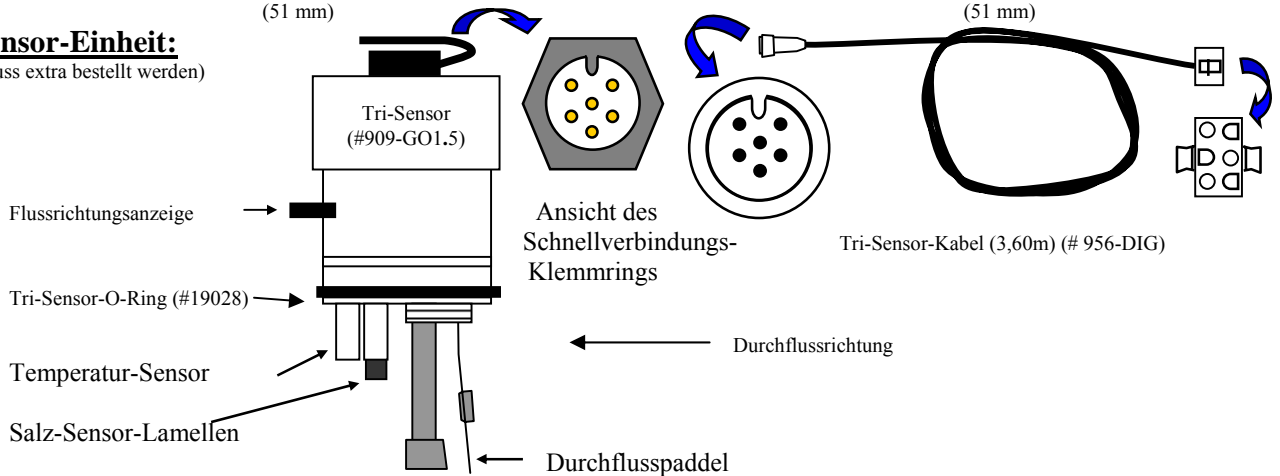 (51 mm)
(51 mm)
nsor-Einheit:
uss extra bestellt werden)
Tri-Sensor
(#909-GO1.5)
Flussrichtungsanzeige
Ansicht des
Schnellverbindungs-
Klemmrings
Tri-Sensor-Kabel (3,60m) (# 956-DIG)
Tri-Sensor-O-Ring (#19028)
Durchflussrichtung
Temperatur-Sensor
Salz-Sensor-Lamellen
Durchflusspaddel